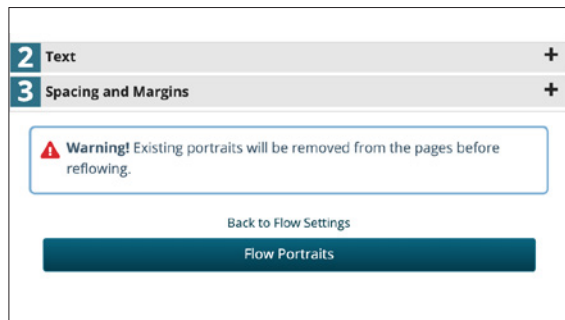 2 Text +
3 Spacing and Margins +
Warning! Existing portraits will be removed from the pages before
reflowing.
Back to Flow Settings
Flow Portraits